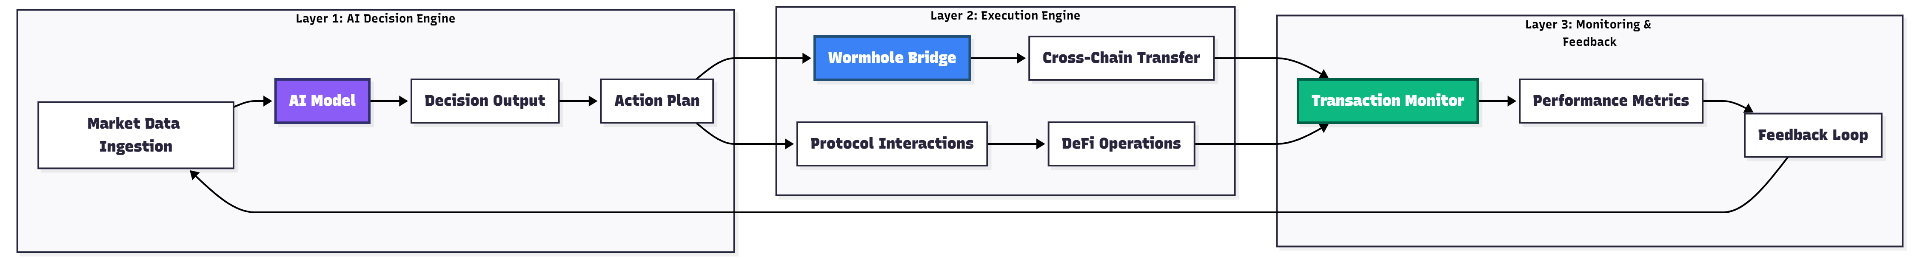 Layer 1: AI Decision Engine
Market Data
Ingestion
AI Model
Decision Output
Action Plan
Layer 2: Execution Engine
Wormhole Bridge
Cross-Chain Transfer
Protocol Interactions
DeFi Operations
Layer 3: Monitoring &
Feedback
Transaction Monitor
Performance Metrics
Feedback Loop